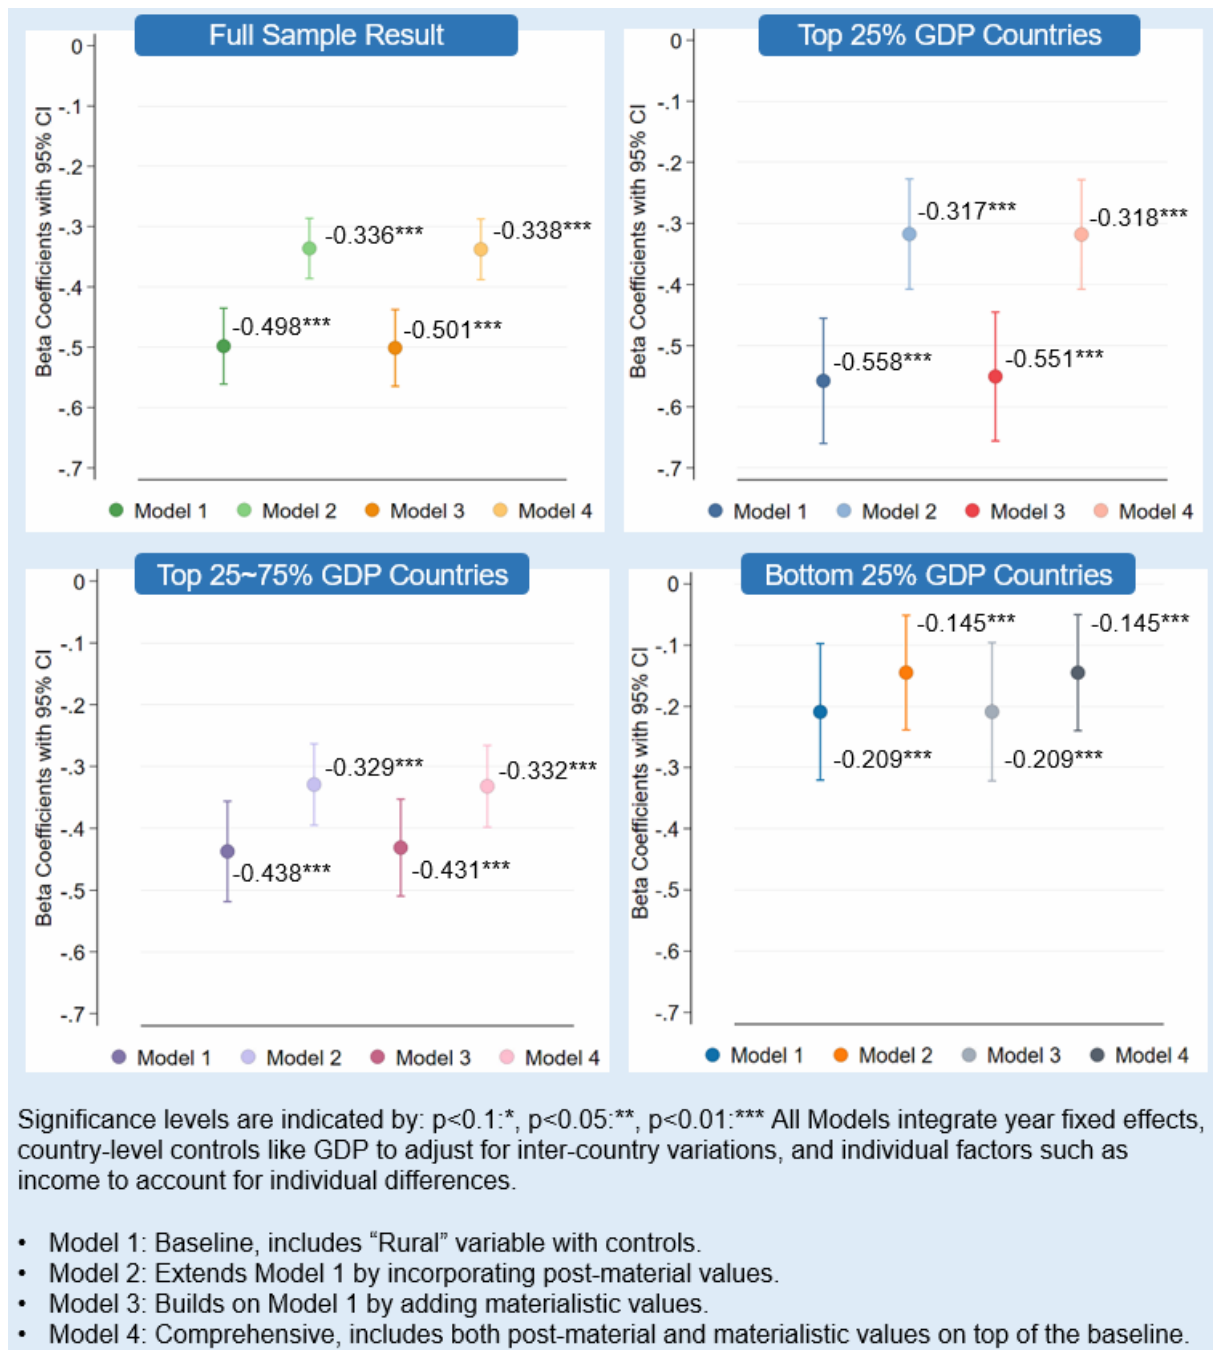 Full Sample Result
0
-.1
-.2
-.3
-.4
-.5
-.6
-.7
Beta Coefficients with 95% CI
-0.498***
-0.336***
-0.501***
-0.338***
Model 1 Model 2 Model 3 Model 4
Top 25% GDP Countries
0
-.1
-.2
-.3
-.4
-.5
-.6
-.7
Beta Coefficients with 95% CI
-0.558***
-0.317***
-0.551***
-0.318***
Model 1 Model 2 Model 3 Model 4
Top 25~75% GDP Countries
0
-.1
-.2
-.3
-.4
-.5
-.6
-.7
Beta Coefficients with 95% CI
-0.438***
-0.329***
-0.431***
-0.332***
Model 1 Model 2 Model 3 Model 4
Bottom 25% GDP Countries
0
-.1
-.2
-.3
-.4
-.5
-.6
-.7
Beta Coefficients with 95% CI
-0.209***
-0.145***
-0.209***
-0.145***
Model 1 Model 2 Model 3 Model 4
Significance levels are indicated by: p<0.1:*, p<0.05:**, p<0.01:*** All Models integrate year fixed effects,
country-level controls like GDP to adjust for inter-country variations, and individual factors such as
income to account for individual differences.
• Model 1: Baseline, includes “Rural” variable with controls.
• Model 2: Extends Model 1 by incorporating post-material values.
• Model 3: Builds on Model 1 by adding materialistic values.
• Model 4: Comprehensive, includes both post-material and materialistic values on top of the baseline.